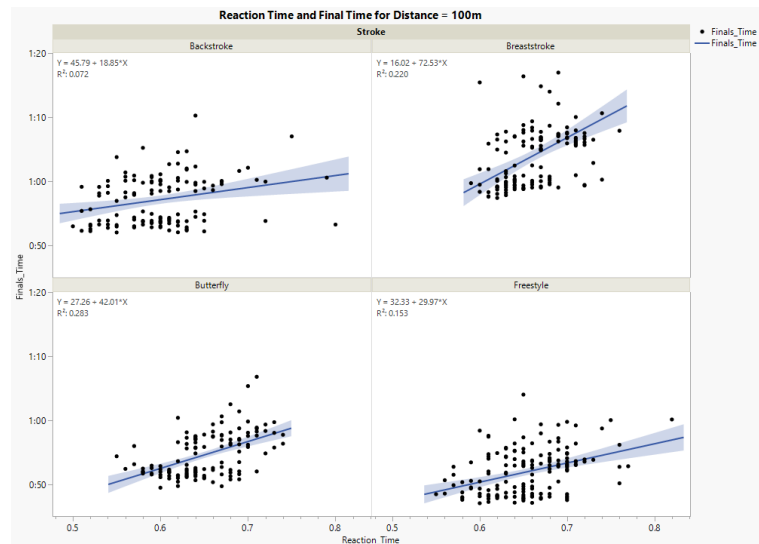 Reaction Time and Final Time for Distance = 100m
Stroke
Backstroke
Breaststroke
Y = 45.79 + 18.85*X
R²: 0.072
Y = 16.02 + 72.53*X
R²: 0.220
Finals_Time
Finals_Time
1:20
1:10
1:00
0:50
Finals_Time
Butterfly
Freestyle
Y = 27.26 + 42.01*X
R²: 0.283
Y = 32.33 + 29.97*X
R²: 0.153
1:20
1:10
1:00
0:50
0.5
0.6
0.7
0.8
0.5
0.6
0.7
0.8
Reaction_Time